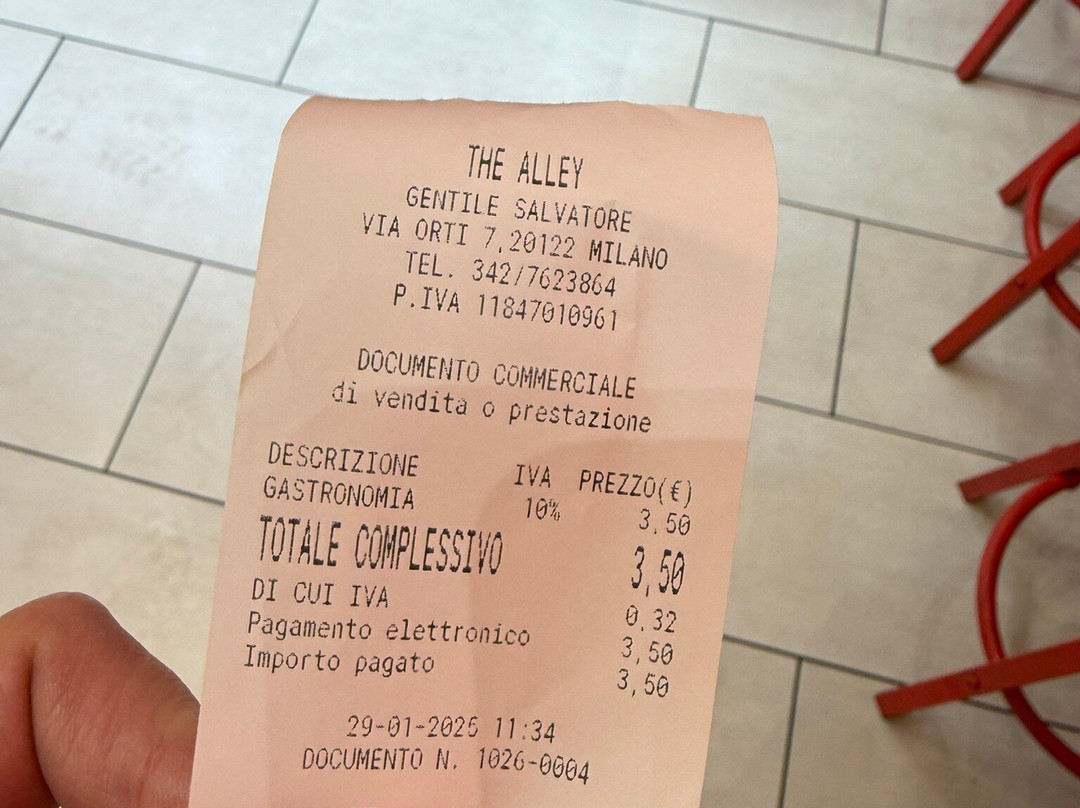 THE ALLEY
GENTILE SALVATORE
VIA ORTI 7,20122 MILANO
TEL. 342/7623864
P.IVA 11847010961
DOCUMENTO COMMERCIALE
di vendita o prestazione
DESCRIZIONE IVA PREZZO(€)
GASTRONOMIA 10% 3,50
TOTALE COMPLESSIVO 3,50
DI CUI IVA 0,32
Pagamento elettronico 3,50
Importo pagato 3,50
29-01-2026 11:34
DOCUMENTO N. 1026-0004